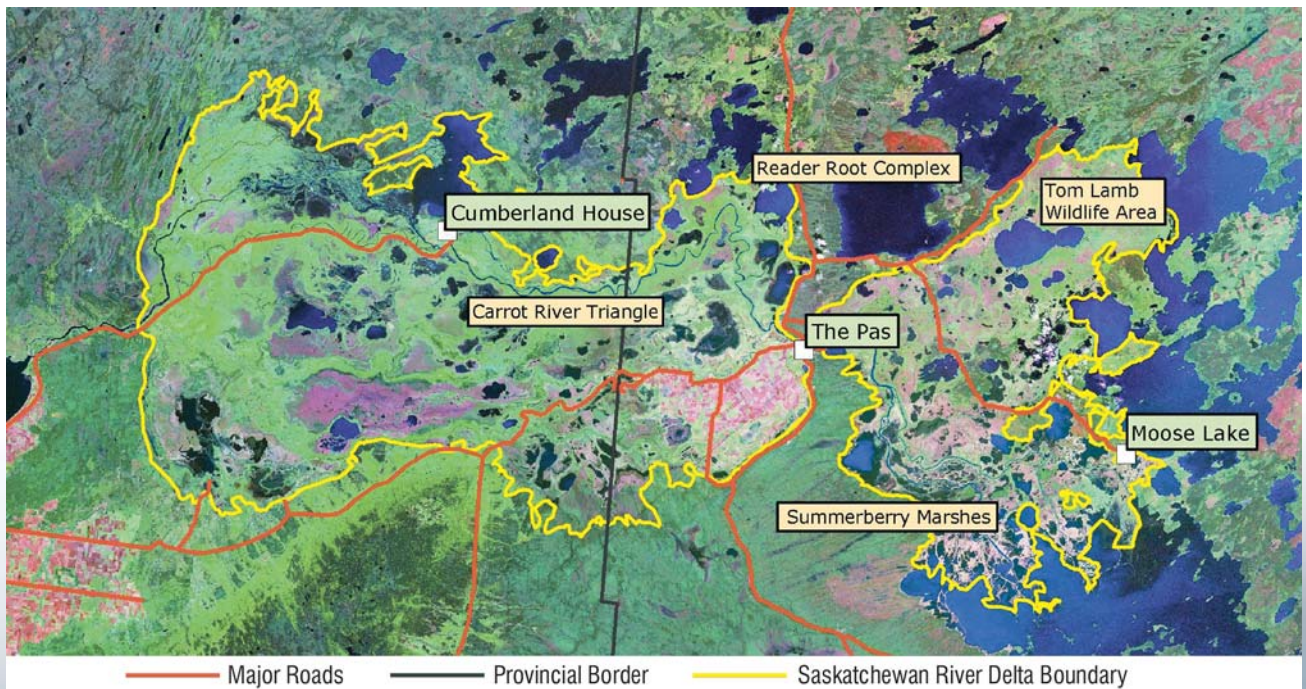 Reader Root Complex
Tom Lamb
Wildlife Area
Cumberland House
Carrot River Triangle
The Pas
Moose Lake
Summerberry Marshes
Major Roads
Provincial Border
Saskatchewan River Delta Boundary